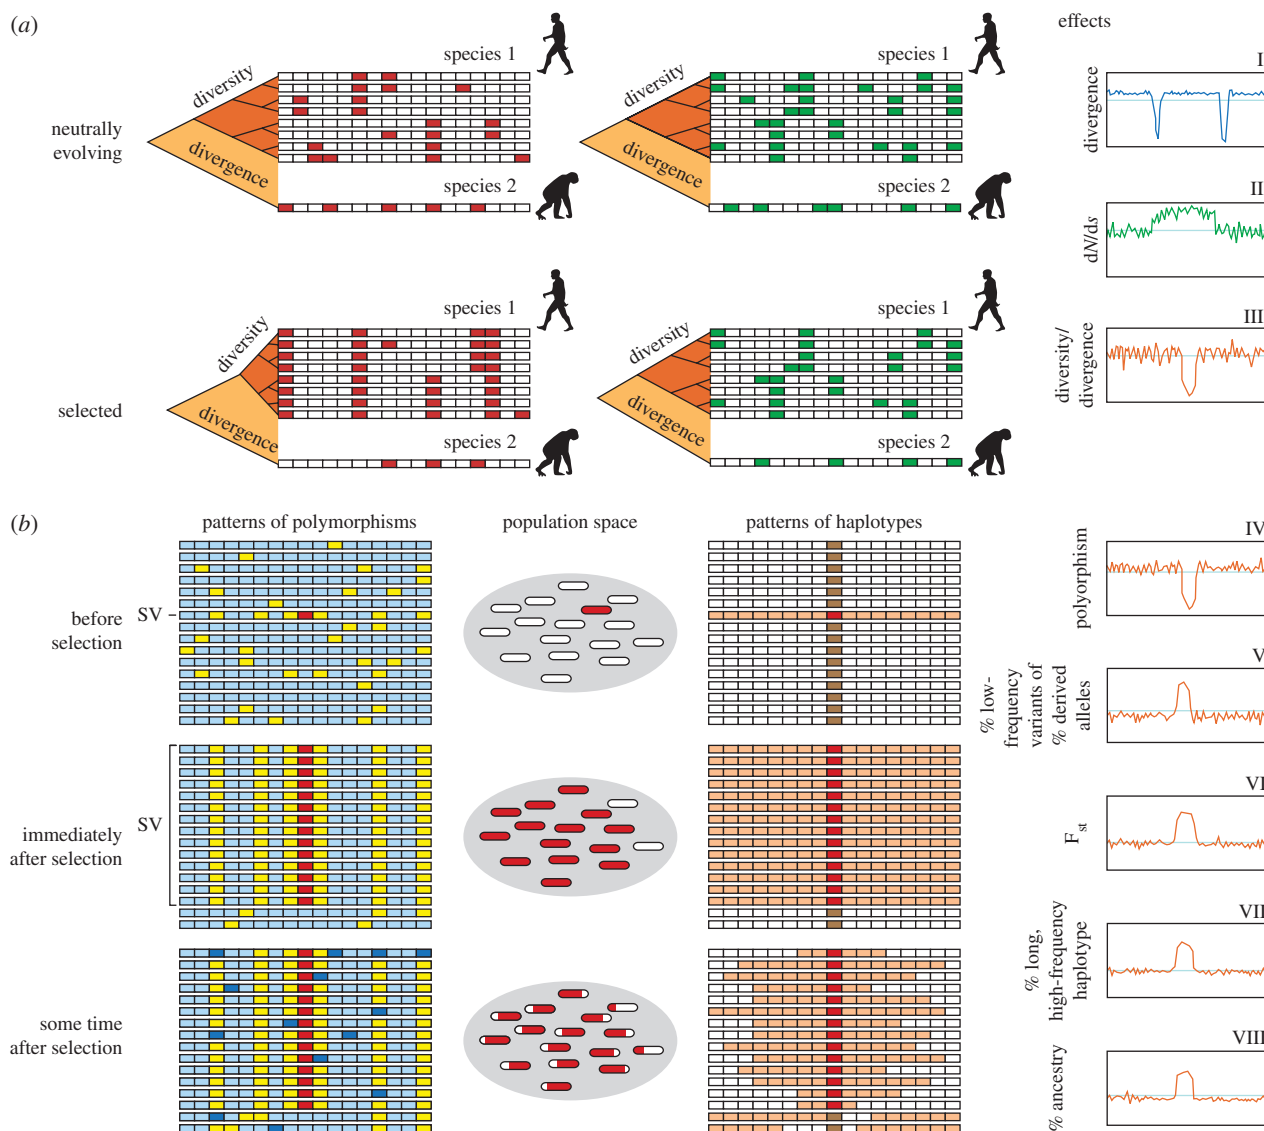 (a)
effects
species 1
species 1
diversity
diversity
neutrally
evolving
divergence
divergence
species 2
species 2
I
divergence
II
dN/ds
species 1
species 1
diversity
diversity
selected
divergence
divergence
species 2
species 2
III
diversity/
divergence
(b)
patterns of polymorphisms
population space
patterns of haplotypes
before
selection
SV
immediately
after selection
SV
some time
after selection
IV
polymorphism
V
% low-
frequency
variants of
% derived
alleles
VI
Fst
VII
% long,
high-frequency
haplotype
VIII
% ancestry